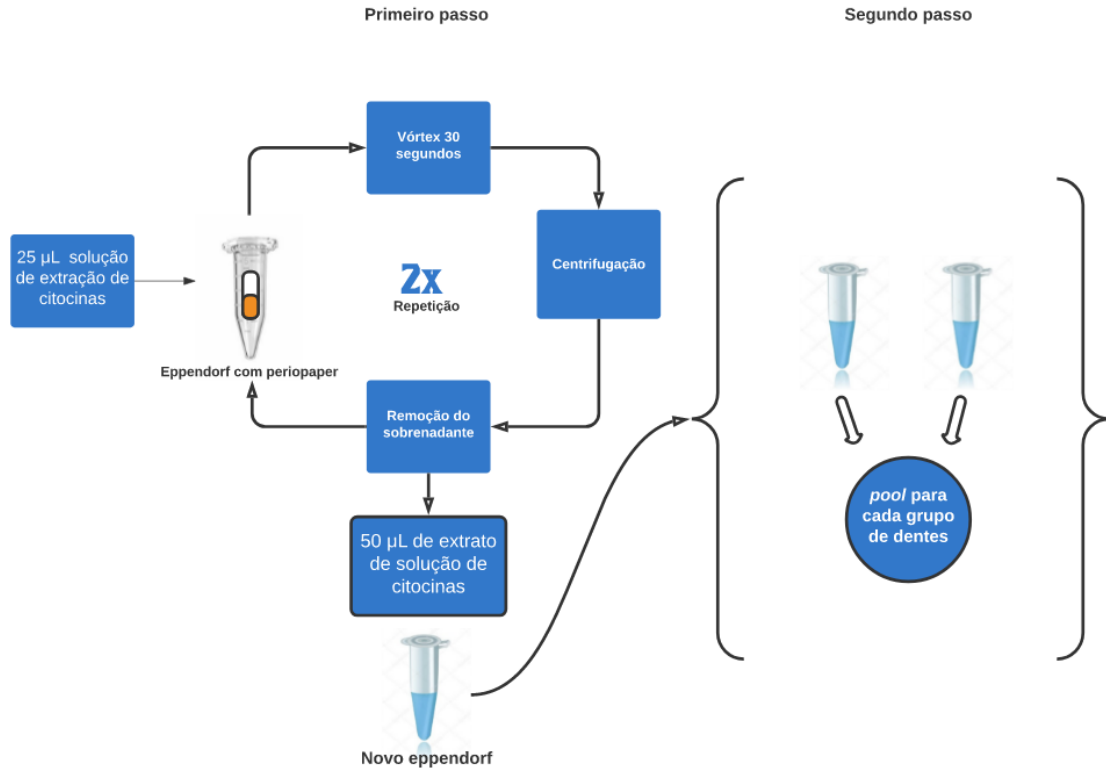 Primeiro passo
Segundo passo
Vórtex 30
segundos
25 µL solução
de extração de
citocinas
Centrifugação
2x
Repetição
Eppendorf com periopaper
Remoção do
sobrenadante
pool para
cada grupo
de dentes
50 µL de extrato
de solução de
citocinas
Novo eppendorf